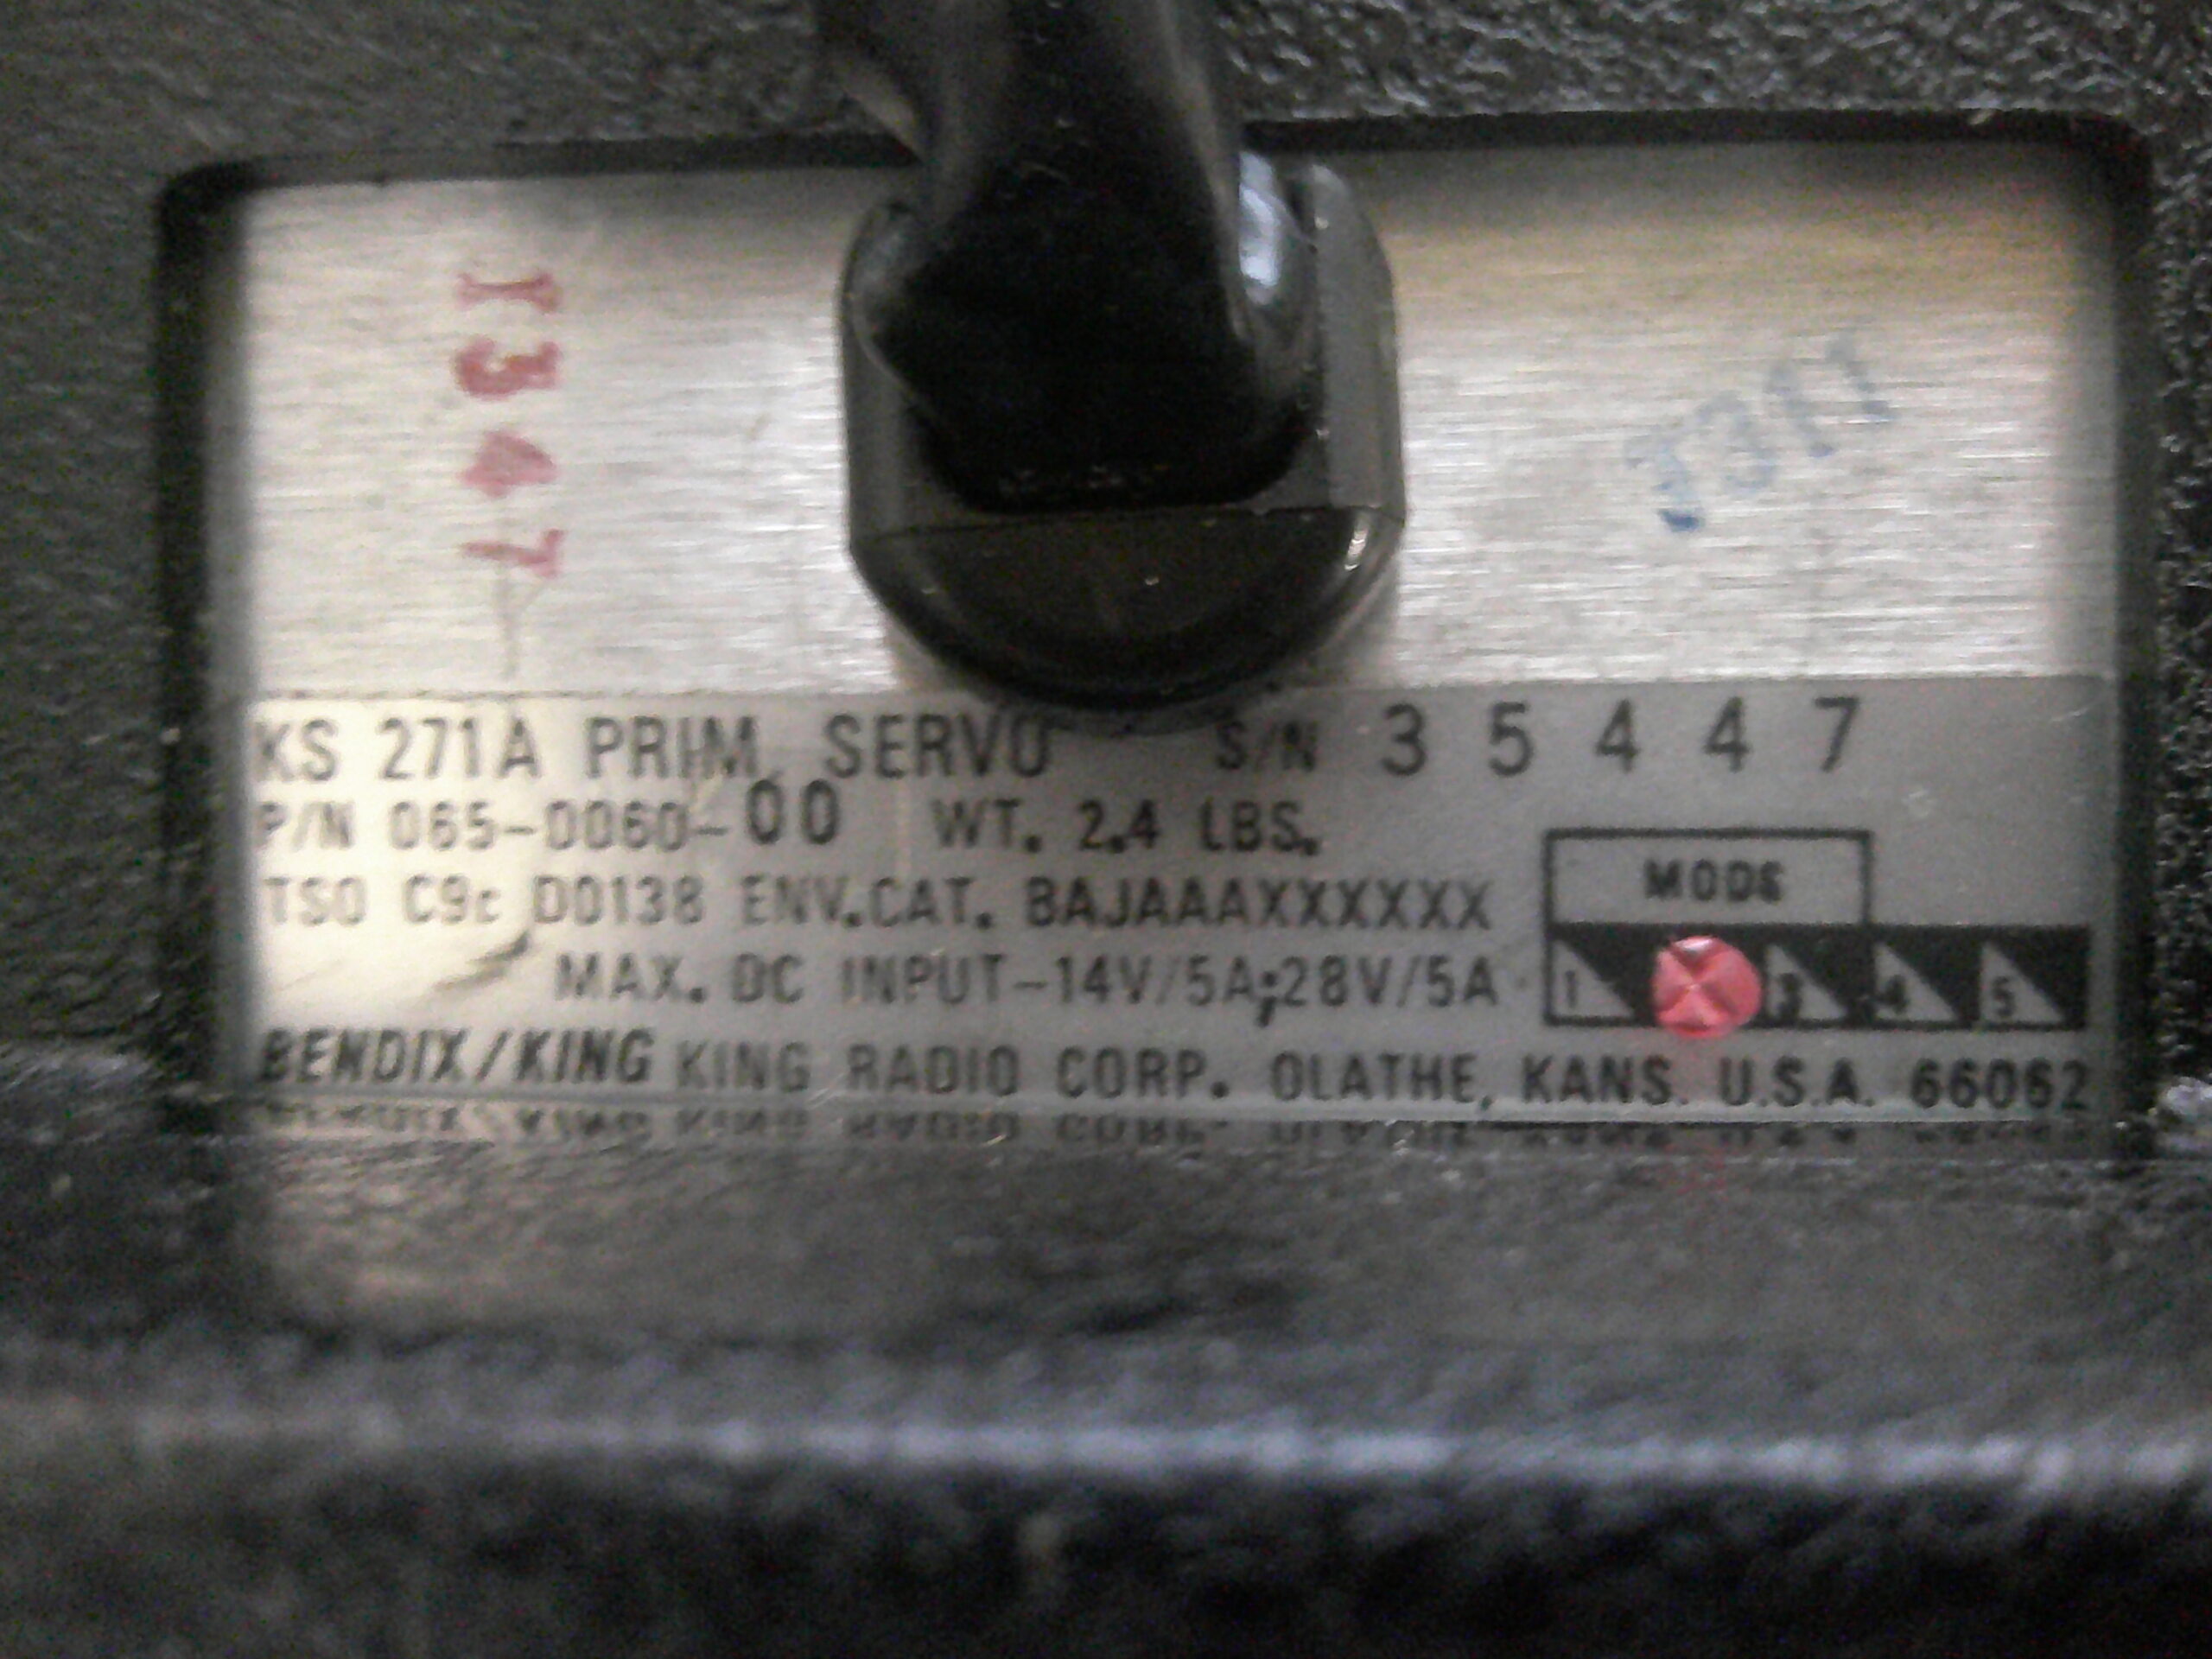 I347
J311
KS 271A PRIM. SERVO S/N 35447
P/N 065-0060-00 WT. 2.4 LBS.
TSO C9c DO138 ENV.CAT. BAJAAAXXXXXX
MODE
MAX. DC INPUT-14V/5A;28V/5A
1 3 4 5
BENDIX/KING KING RADIO CORP. OLATHE, KANS. U.S.A. 66062